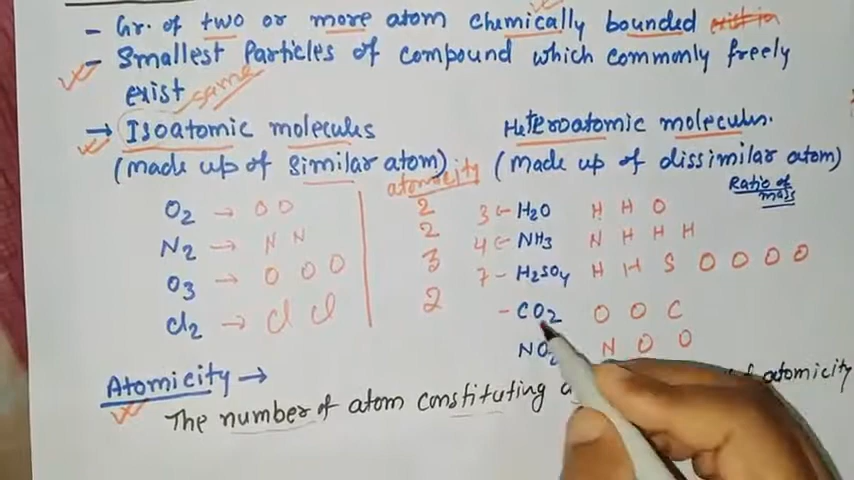 - Gr. of two or more atom chemically bounded exist in
- Smallest Particles of compound which commonly freely
exist same
→ Isoatomic molecules Heteroatomic molecules.
(made up of similar atom) (made up of dissimilar atom)
atomicity Ratio of mass
O2 → O O 2 3 ← H2O H H O
N2 → N N 2 4 ← NH3 N H H H
O3 → O O O 3 7 - H2SO4 H H S O O O O
Cl2 → Cl Cl 2 - CO2 O O C
NO2 N O O
Atomicity →
The number of atom constituting a atomicity